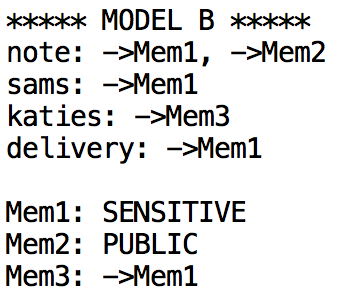 ***** MODEL B *****
note: ->Mem1, ->Mem2
sams: ->Mem1
katies: ->Mem3
delivery: ->Mem1
Mem1: SENSITIVE
Mem2: PUBLIC
Mem3: ->Mem1